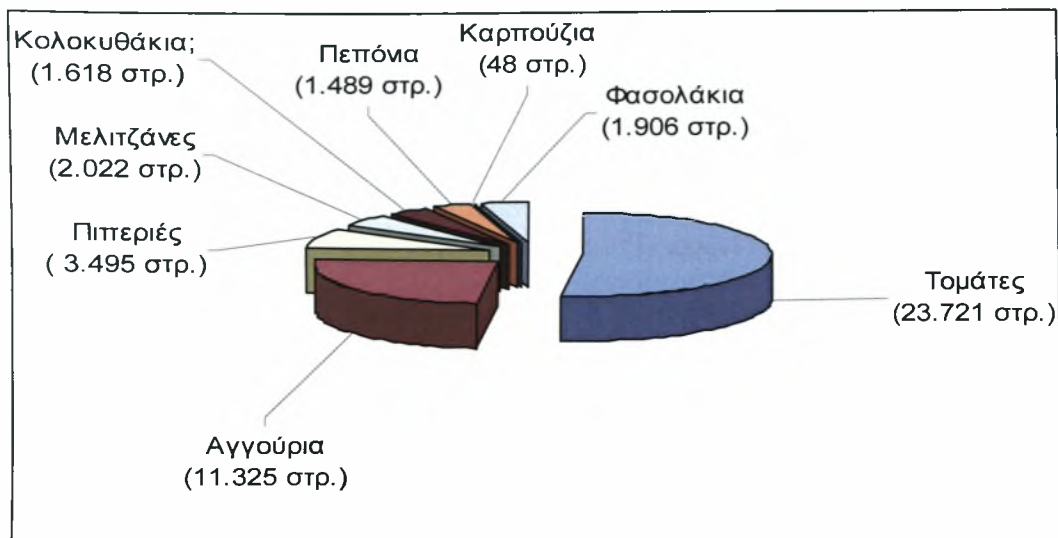 Κολοκυθάκια;
(1.618 στρ.)
Πεπόνια
(1.489 στρ.)
Καρπούζια
(48 στρ.)
Φασολάκια
(1.906 στρ.)
Μελιτζάνες
(2.022 στρ.)
Πιπεριές
( 3.495 στρ.)
Τομάτες
(23.721 στρ.)
Αγγούρια
(11.325 στρ.)